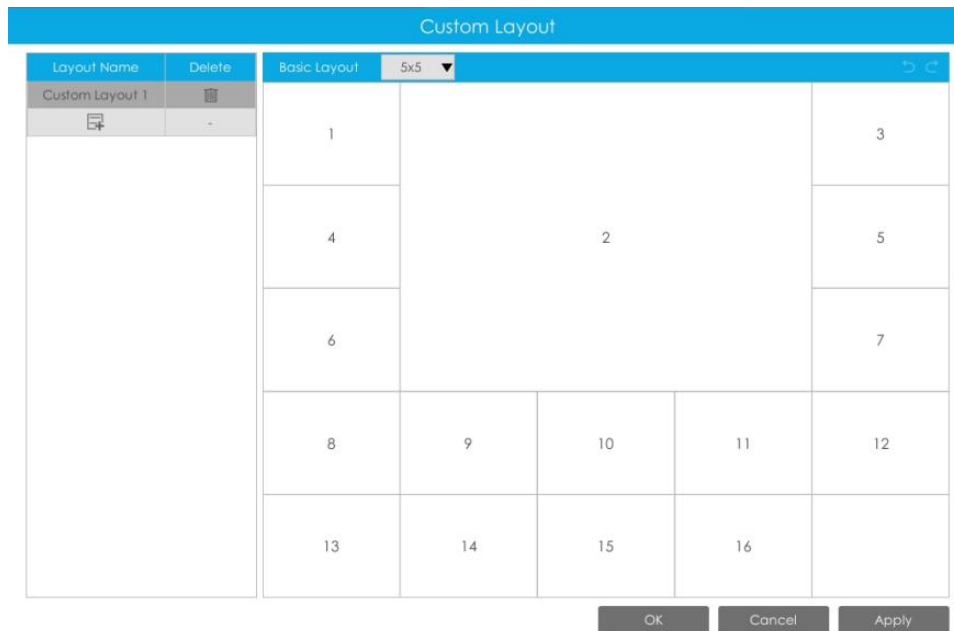 Custom Layout
Layout Name Delete Basic Layout 5x5
Custom Layout 1
-
1 3
4 2 5
6 7
8 9 10 11 12
13 14 15 16
OK Cancel Apply